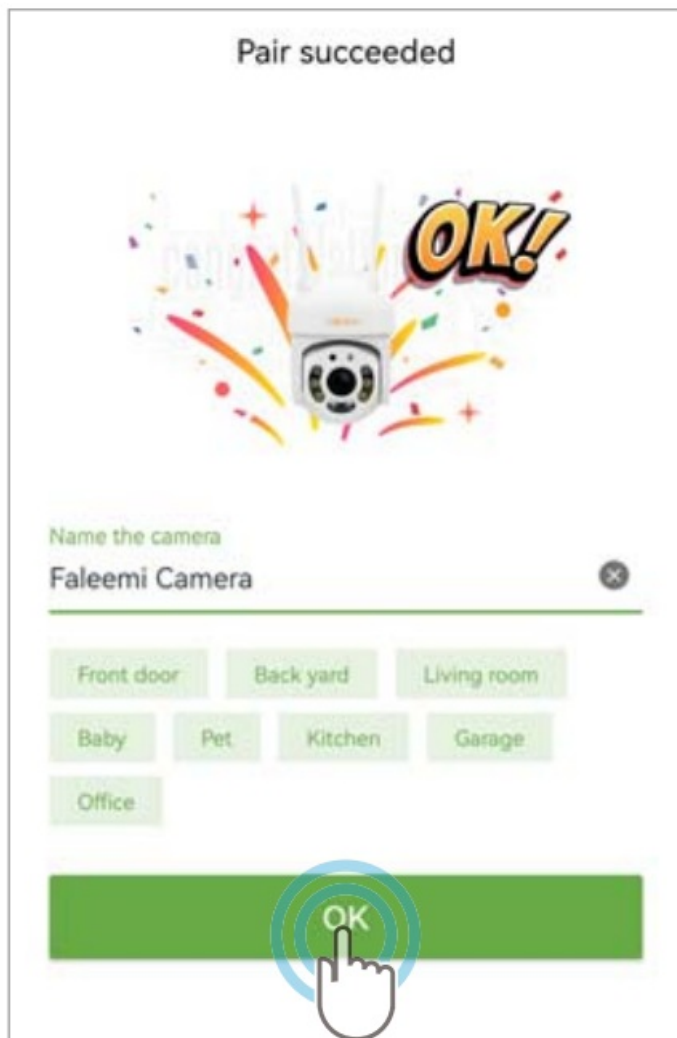 Pair succeeded
OK!
Name the camera
Faleemi Camera
Front door Back yard Living room
Baby Pet Kitchen Garage
Office
OK